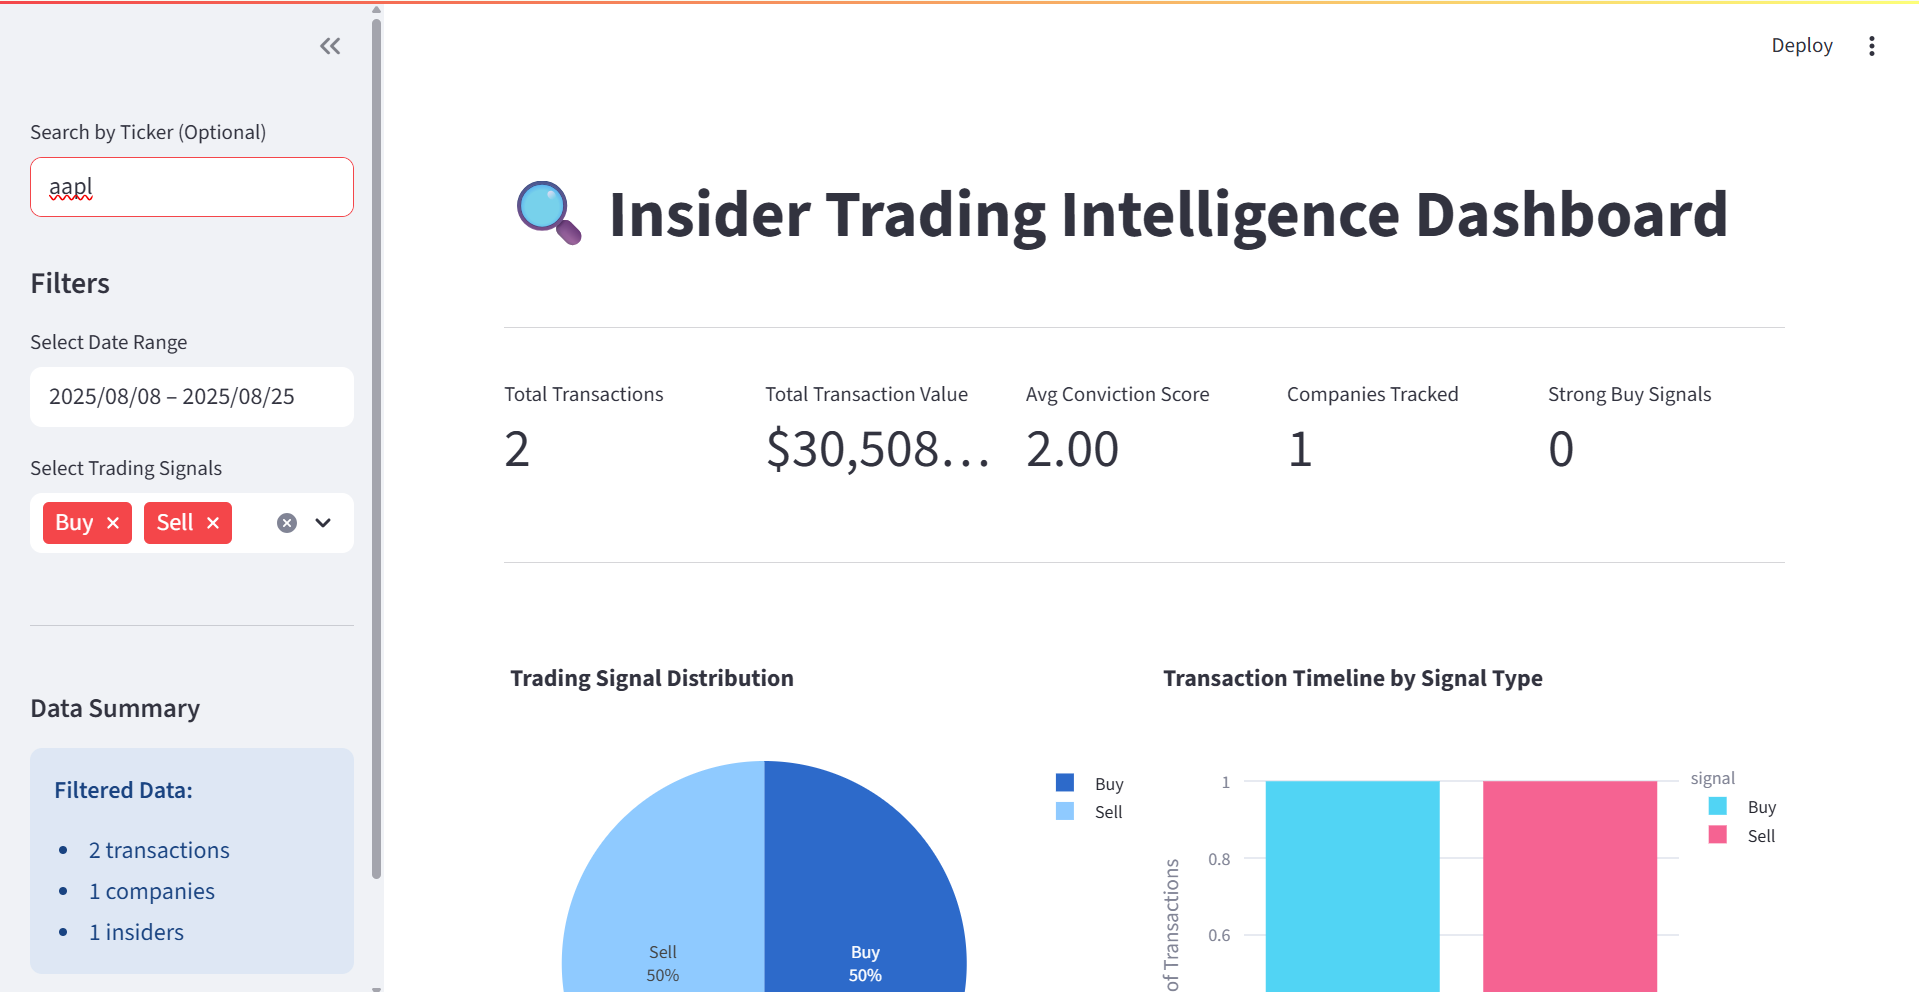 Deploy
Search by Ticker (Optional)
aapl
Filters
Select Date Range
2025/08/08 – 2025/08/25
Select Trading Signals
Buy
Sell
Data Summary
Filtered Data:
2 transactions
1 companies
1 insiders
Insider Trading Intelligence Dashboard
Total Transactions
2
Total Transaction Value
$30,508…
Avg Conviction Score
2.00
Companies Tracked
1
Strong Buy Signals
0
Trading Signal Distribution
Buy
Sell
Sell
50%
Buy
50%
Transaction Timeline by Signal Type
signal
Buy
Sell
1
0.8
0.6
of Transactions